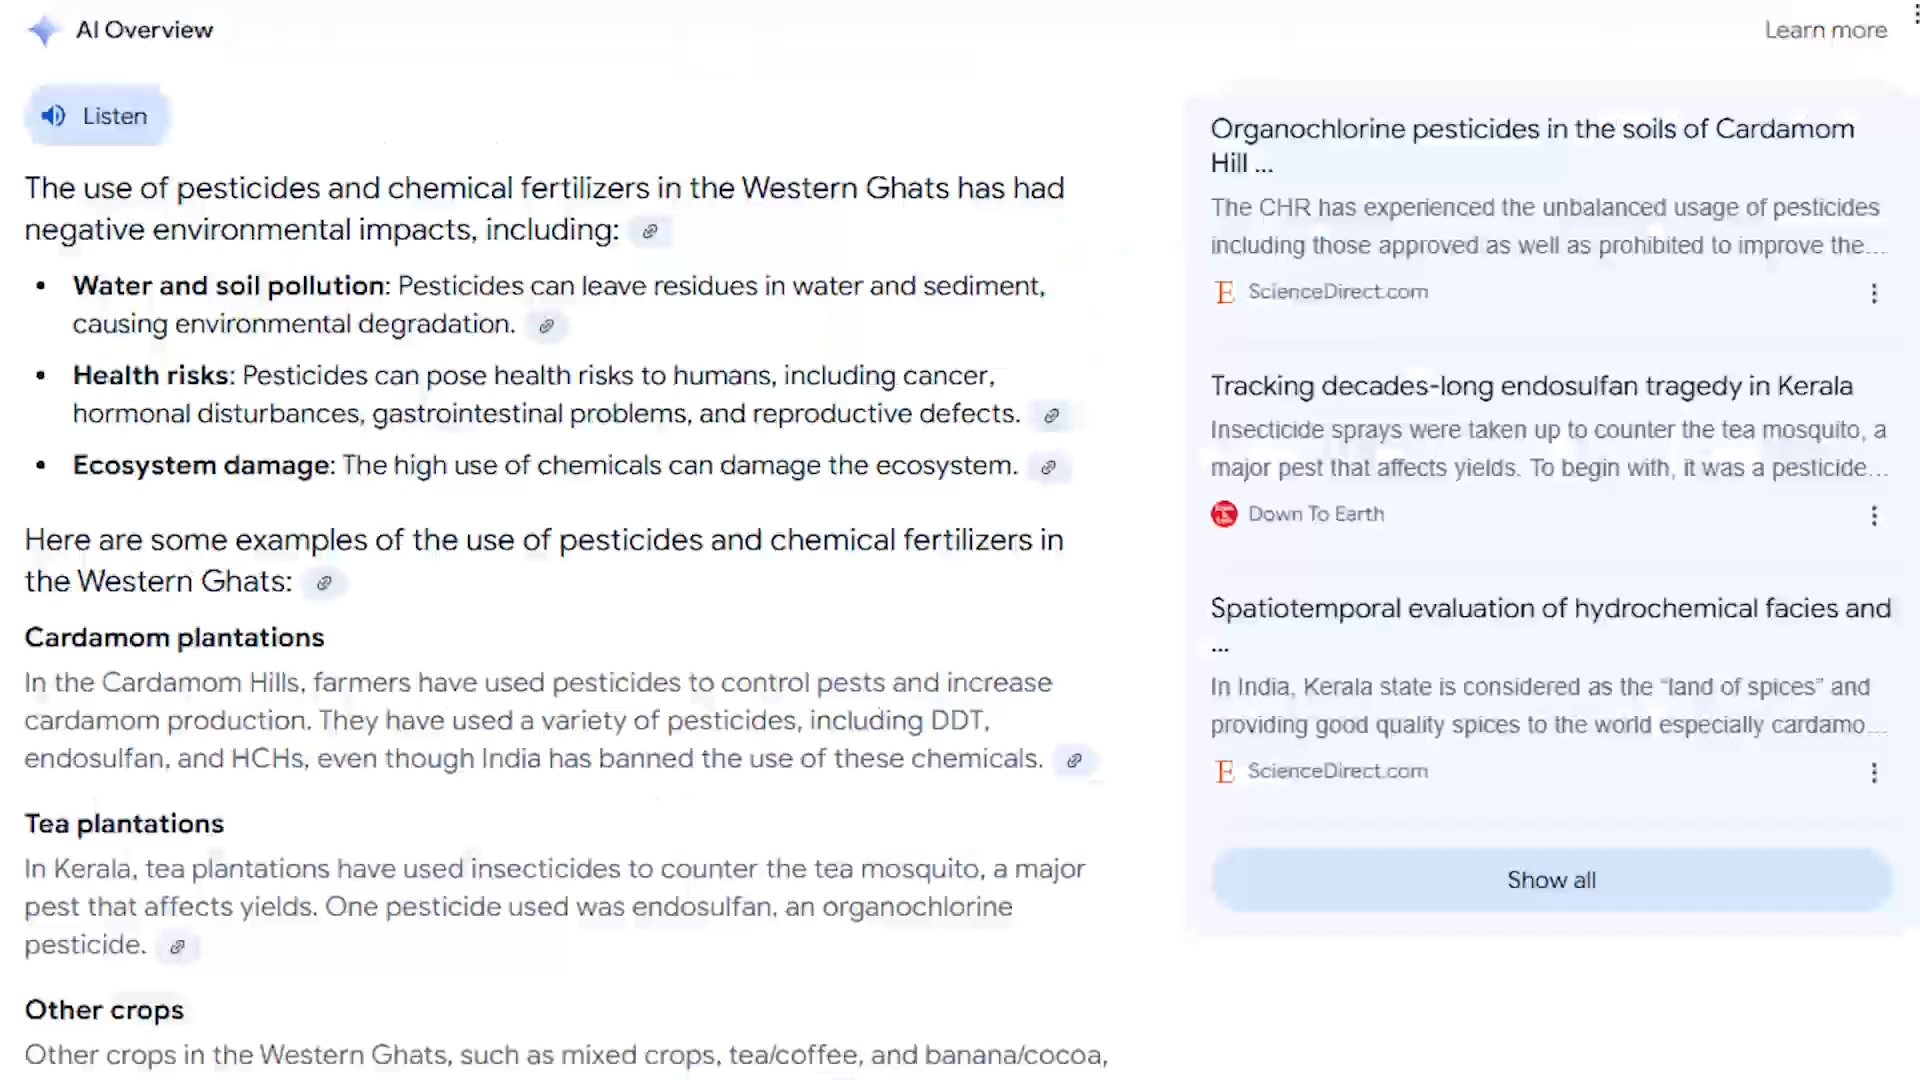 AI Overview
Learn more
Listen
The use of pesticides and chemical fertilizers in the Western Ghats has had
negative environmental impacts, including:
• Water and soil pollution: Pesticides can leave residues in water and sediment,
causing environmental degradation.
• Health risks: Pesticides can pose health risks to humans, including cancer,
hormonal disturbances, gastrointestinal problems, and reproductive defects.
• Ecosystem damage: The high use of chemicals can damage the ecosystem.
Here are some examples of the use of pesticides and chemical fertilizers in
the Western Ghats:
Cardamom plantations
In the Cardamom Hills, farmers have used pesticides to control pests and increase
cardamom production. They have used a variety of pesticides, including DDT,
endosulfan, and HCHs, even though India has banned the use of these chemicals.
Tea plantations
In Kerala, tea plantations have used insecticides to counter the tea mosquito, a major
pest that affects yields. One pesticide used was endosulfan, an organochlorine
pesticide.
Other crops
Other crops in the Western Ghats, such as mixed crops, tea/coffee, and banana/cocoa,
Organochlorine pesticides in the soils of Cardamom
Hill ...
The CHR has experienced the unbalanced usage of pesticides
including those approved as well as prohibited to improve the...
E ScienceDirect.com
Tracking decades-long endosulfan tragedy in Kerala
Insecticide sprays were taken up to counter the tea mosquito, a
major pest that affects yields. To begin with, it was a pesticide...
Down To Earth
Spatiotemporal evaluation of hydrochemical facies and
...
In India, Kerala state is considered as the "land of spices" and
providing good quality spices to the world especially cardamo...
E ScienceDirect.com
Show all